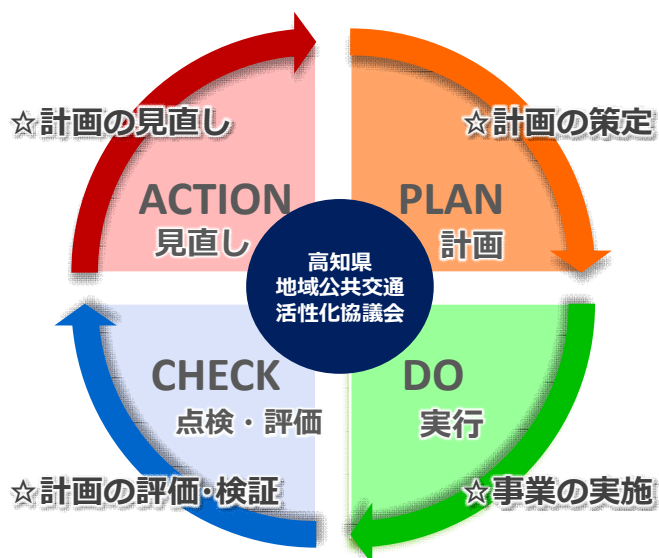 ☆計画の見直し
☆計画の策定
ACTION
見直し
PLAN
計画
高知県
地域公共交通
活性化協議会
CHECK
点検・評価
DO
実行
☆計画の評価・検証
☆事業の実施